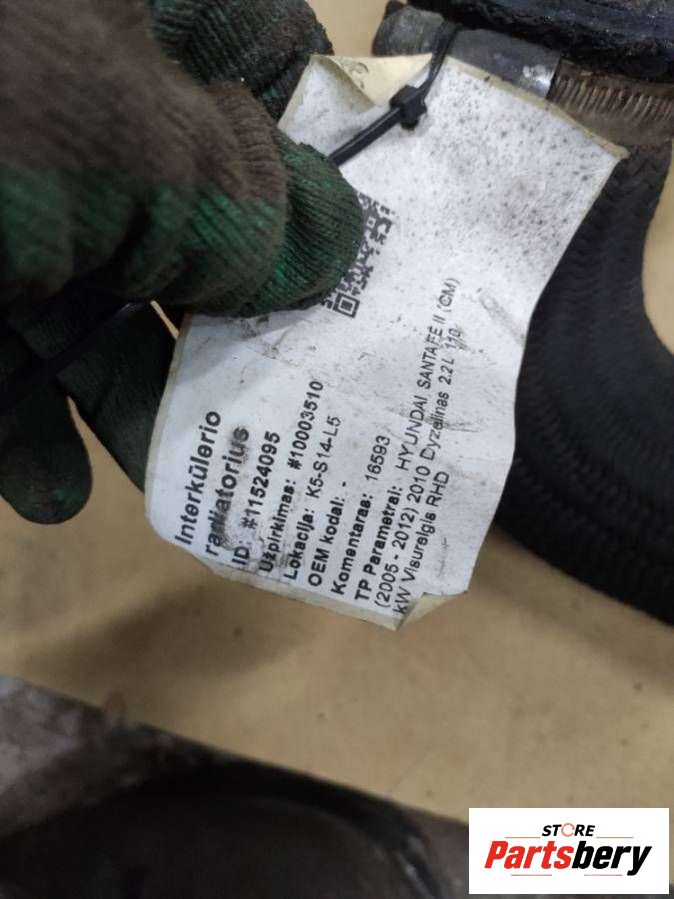 Interkūlerio
radiatorius
ID: #11524095
Užpirkimas: #10003510
Lokacija: K5-S14-L5
OEM kodai: -
Komentaras: 16593
TP Parametrai: HYUNDAI SANTA FE II (CM)
(2005 - 2012) 2010 Dyzelinas 2.2 L 110
kW Visureigis RHD
STORE
Partsbery